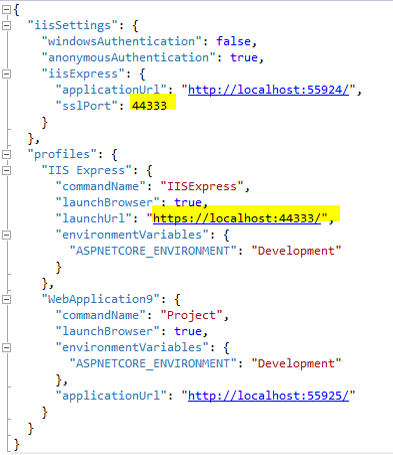 {
"iisSettings": {
"windowsAuthentication": false,
"anonymousAuthentication": true,
"iisExpress": {
"applicationUrl": "http://localhost:55924/",
"sslPort": 44333
}
},
"profiles": {
"IIS Express": {
"commandName": "IISExpress",
"launchBrowser": true,
"launchUrl": "https://localhost:44333/",
"environmentVariables": {
"ASPNETCORE_ENVIRONMENT": "Development"
}
},
"WebApplication9": {
"commandName": "Project",
"launchBrowser": true,
"environmentVariables": {
"ASPNETCORE_ENVIRONMENT": "Development"
},
"applicationUrl": "http://localhost:55925/"
}
}
}